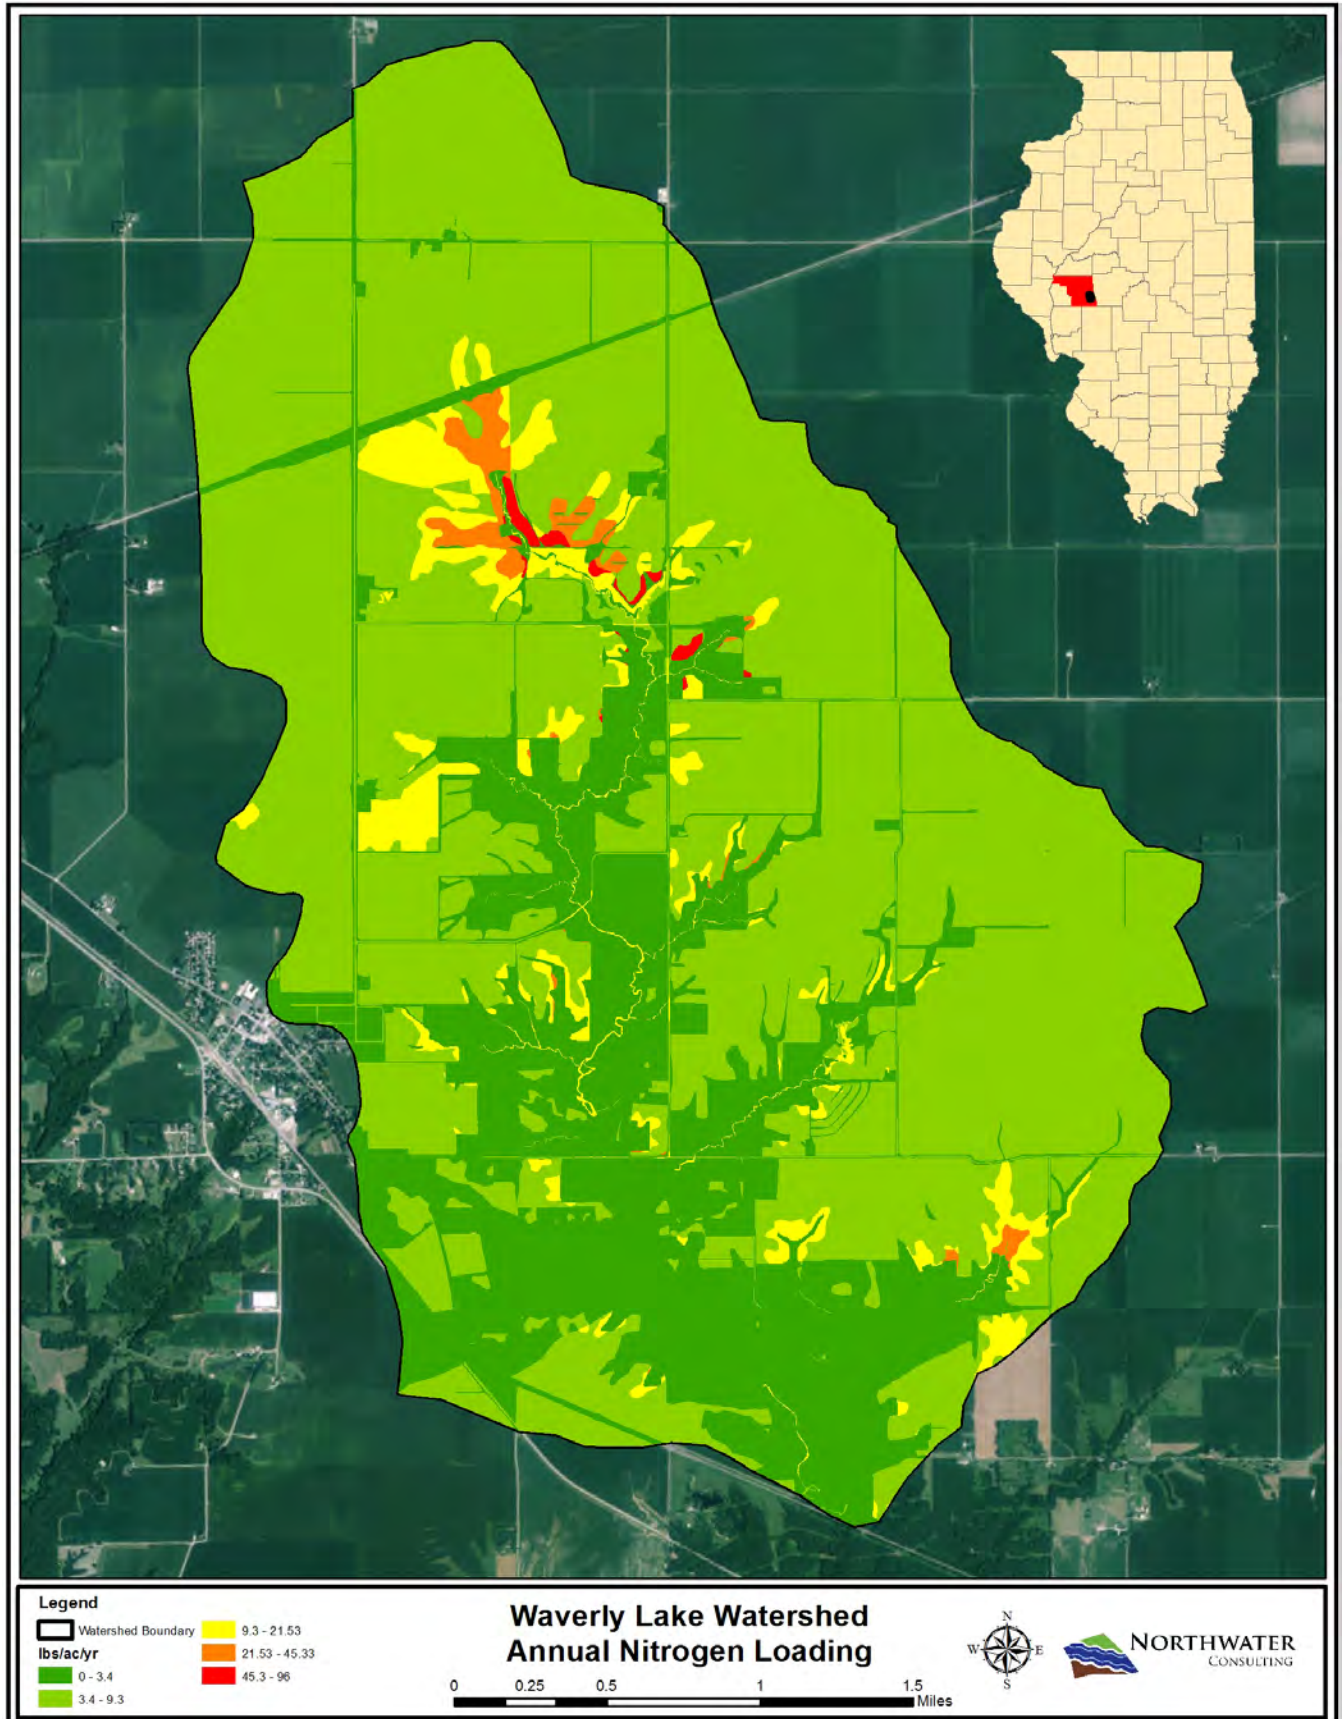 Legend
Watershed Boundary
lbs/ac/yr
0 - 3.4
3.4 - 9.3
9.3 - 21.53
21.53 - 45.33
45.3 - 96
Waverly Lake Watershed
Annual Nitrogen Loading
0 0.25 0.5 1 1.5
Miles
N
W E
S
NORTHWATER
CONSULTING